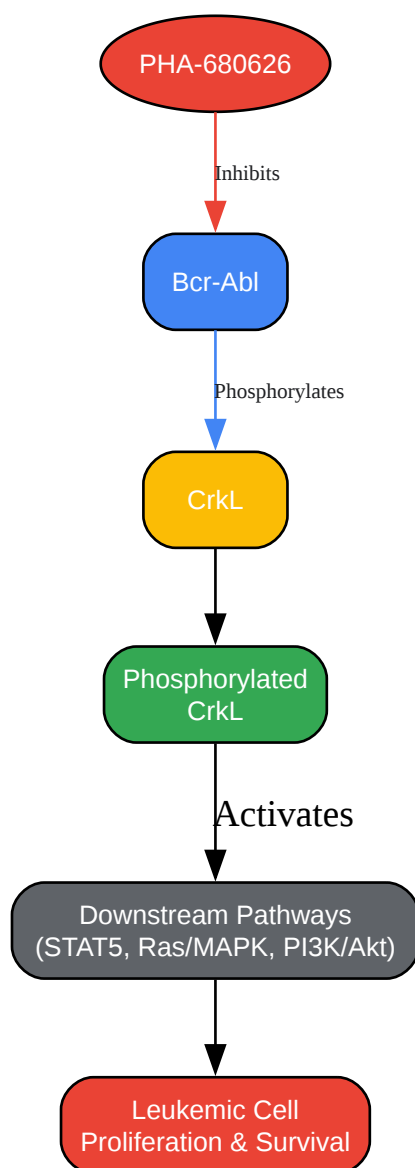 PHA-680626
Inhibits
Bcr-Abl
Phosphorylates
CrkL
Phosphorylated
CrkL
Activates
Downstream Pathways
(STAT5, Ras/MAPK, PI3K/Akt)
Leukemic Cell
Proliferation & Survival